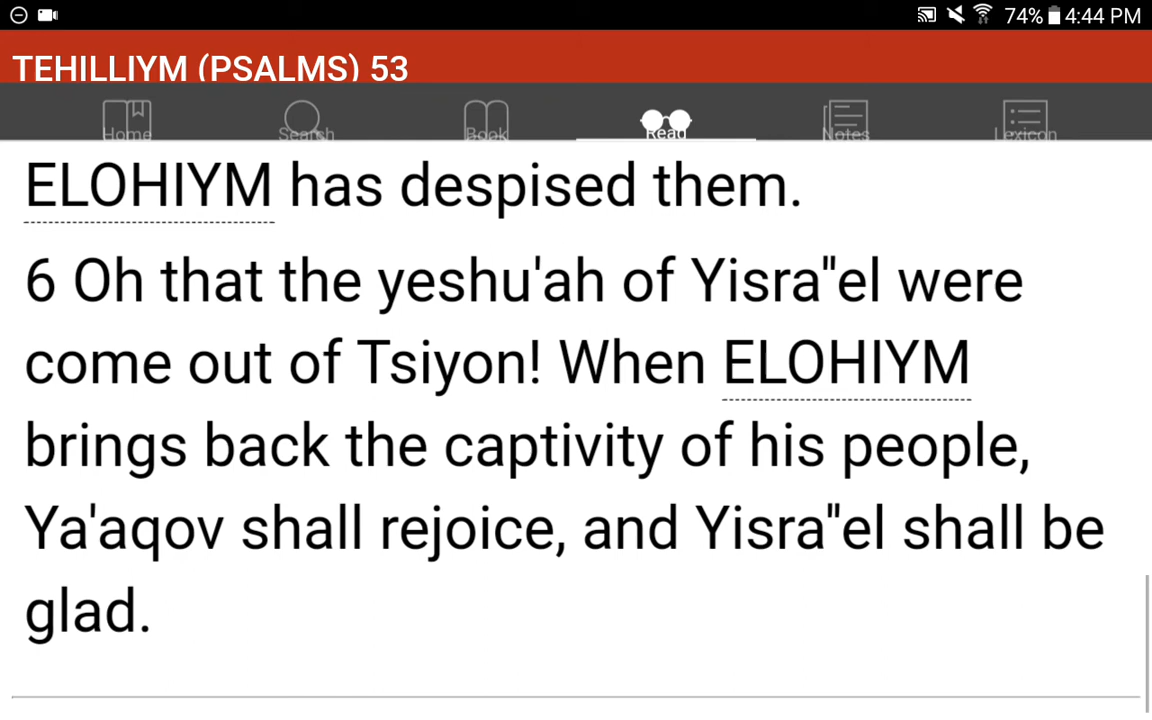 74% 4:44 PM
TEHILLIYM (PSALMS) 53
Home Search Book Read Notes Lexicon
ELOHIYM has despised them.
6 Oh that the yeshu'ah of Yisra"el were
come out of Tsiyon! When ELOHIYM
brings back the captivity of his people,
Ya'aqov shall rejoice, and Yisra"el shall be
glad.